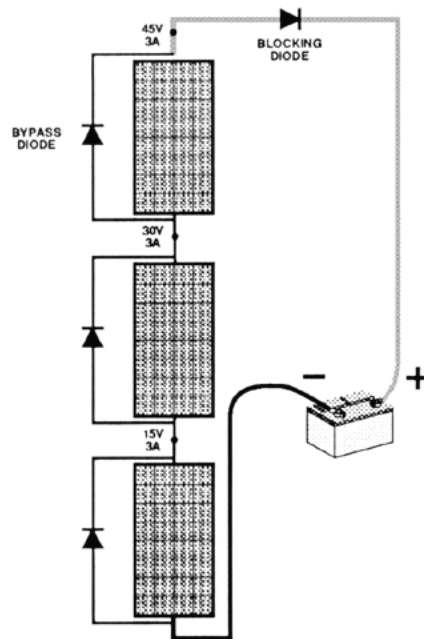 45V
3A
BLOCKING
DIODE
BYPASS
DIODE
30V
3A
− +
15V
3A